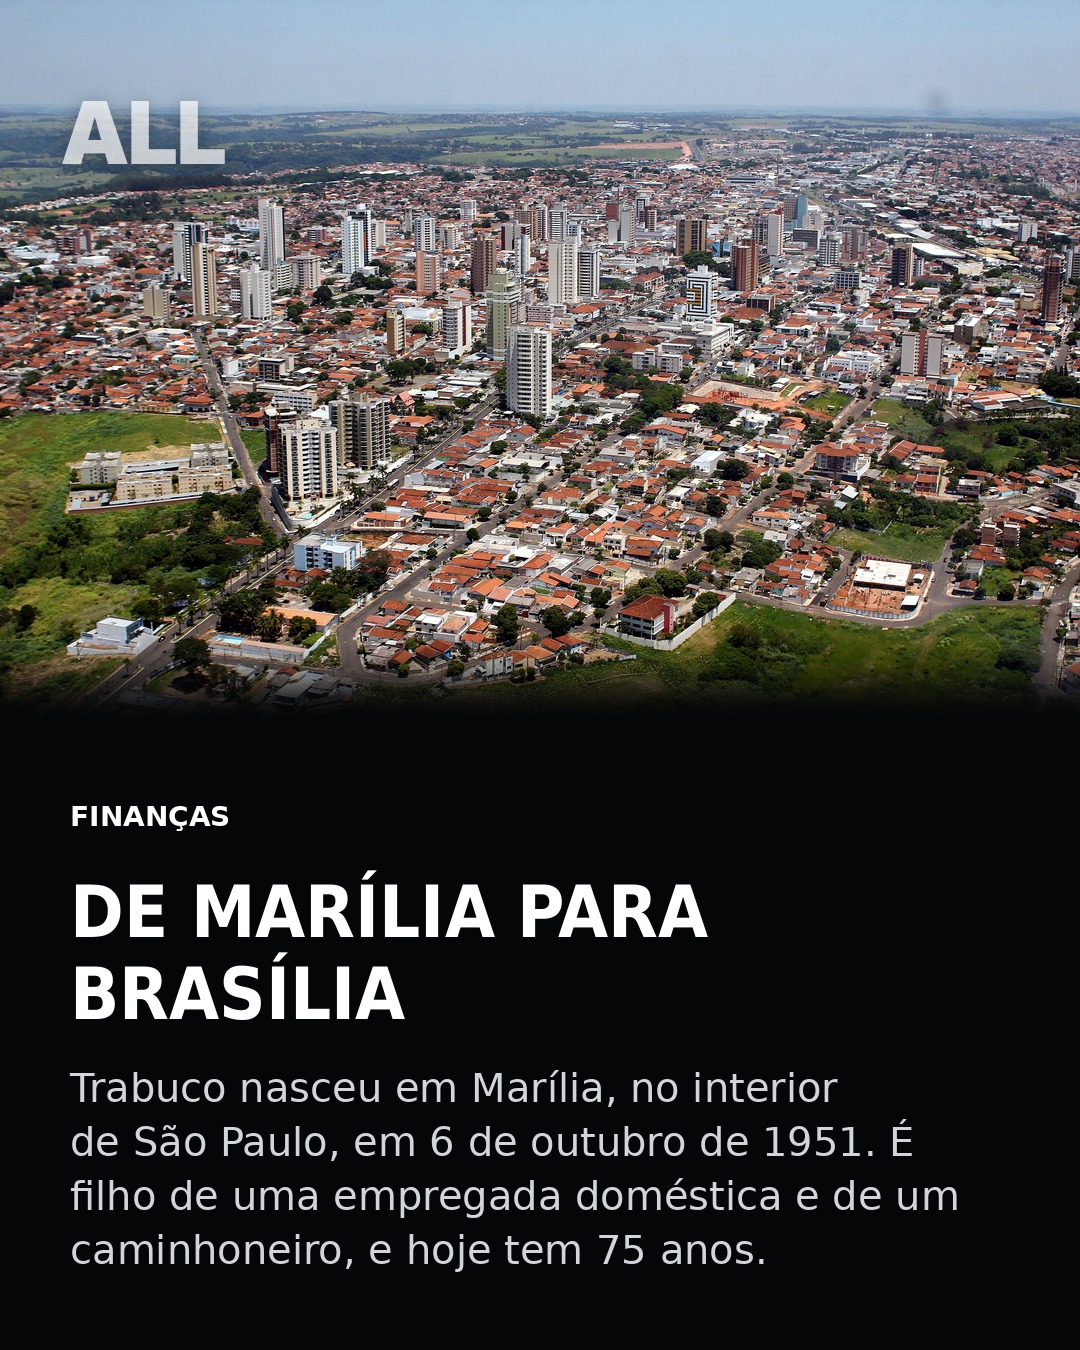 ALL
FINANÇAS
DE MARÍLIA PARA
BRASÍLIA
Trabuco nasceu em Marília, no interior
de São Paulo, em 6 de outubro de 1951. É
filho de uma empregada doméstica e de um
caminhoneiro, e hoje tem 75 anos.